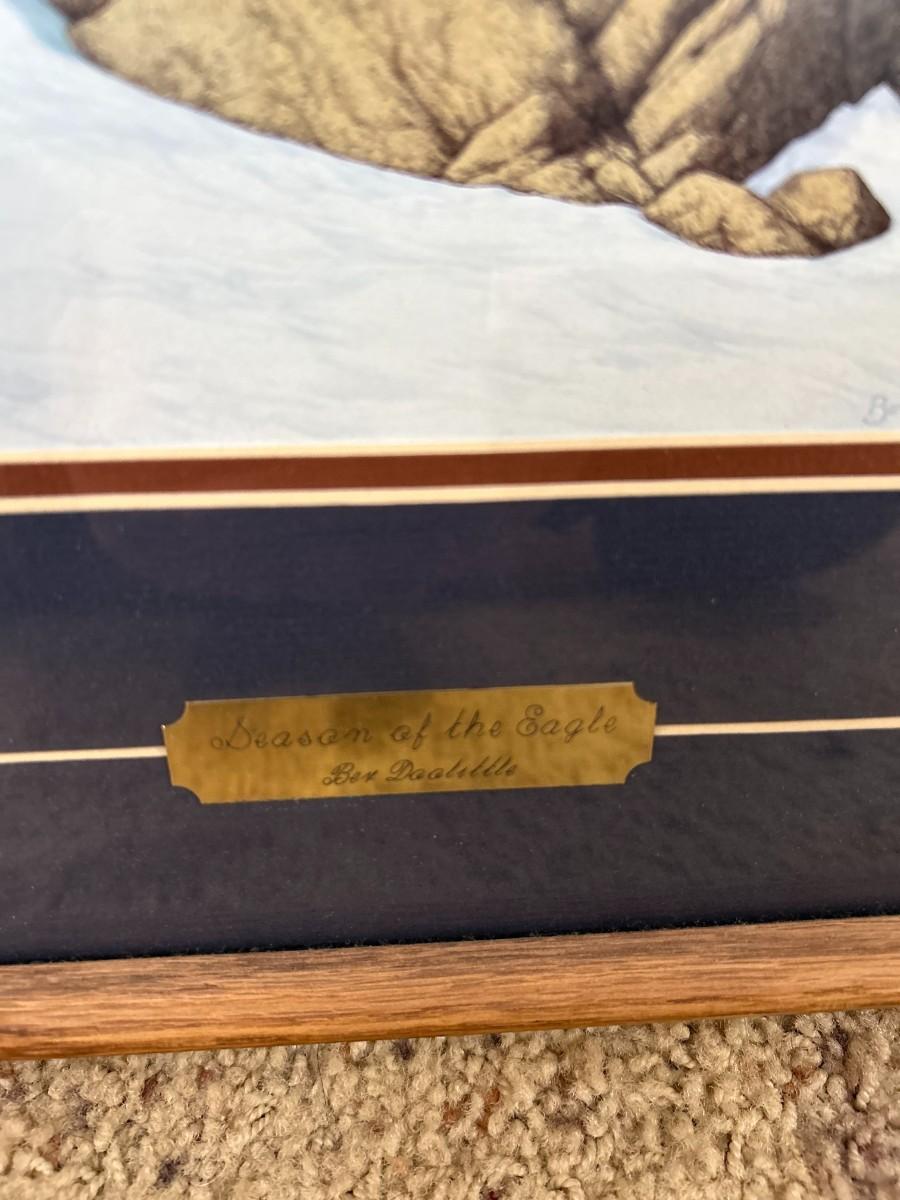 Season of the Eagle
Bev Doolittle